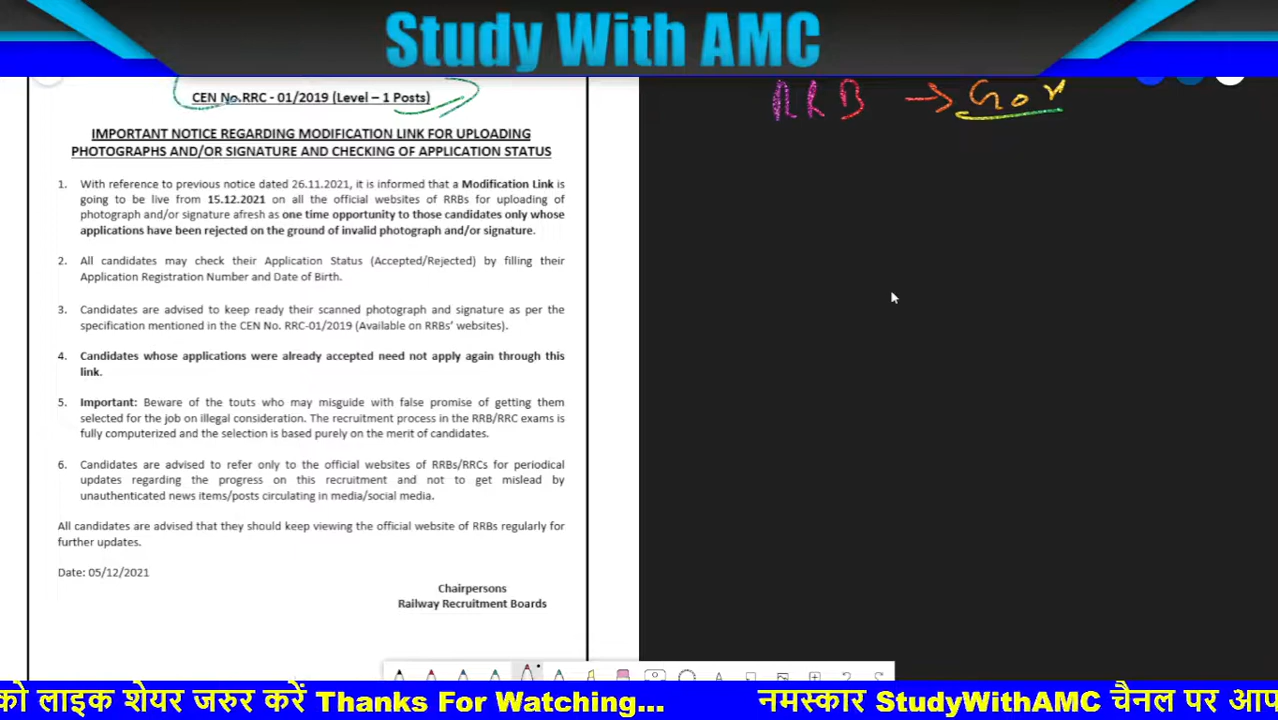 Study With AMC
CEN No.RRC - 01/2019 (Level – 1 Posts)
RRB → Gov
IMPORTANT NOTICE REGARDING MODIFICATION LINK FOR UPLOADING
PHOTOGRAPHS AND/OR SIGNATURE AND CHECKING OF APPLICATION STATUS
1. With reference to previous notice dated 26.11.2021, it is informed that a Modification Link is
going to be live from 15.12.2021 on all the official websites of RRBs for uploading of
photograph and/or signature afresh as one time opportunity to those candidates only whose
applications have been rejected on the ground of invalid photograph and/or signature.
2. All candidates may check their Application Status (Accepted/Rejected) by filling their
Application Registration Number and Date of Birth.
3. Candidates are advised to keep ready their scanned photograph and signature as per the
specification mentioned in the CEN No. RRC-01/2019 (Available on RRBs' websites).
4. Candidates whose applications were already accepted need not apply again through this
link.
5. Important: Beware of the touts who may misguide with false promise of getting them
selected for the job on illegal consideration. The recruitment process in the RRB/RRC exams is
fully computerized and the selection is based purely on the merit of candidates.
6. Candidates are advised to refer only to the official websites of RRBs/RRCs for periodical
updates regarding the progress on this recruitment and not to get mislead by
unauthenticated news items/posts circulating in media/social media.
All candidates are advised that they should keep viewing the official website of RRBs regularly for
further updates.
Date: 05/12/2021
Chairpersons
Railway Recruitment Boards
को लाइक शेयर जरुर करें Thanks For Watching... नमस्कार StudyWithAMC चैनल पर आप